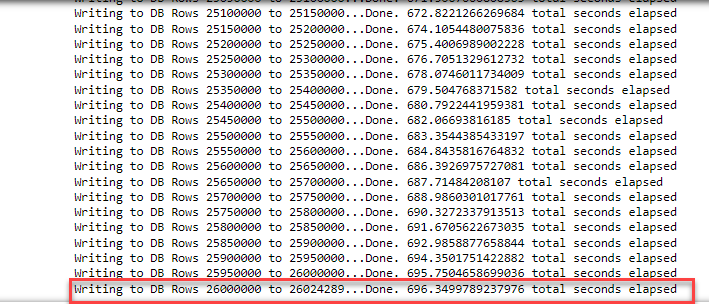 Writing to DB Rows 25100000 to 25150000...Done. 672.8221266269684 total seconds elapsed
Writing to DB Rows 25150000 to 25200000...Done. 674.1054480075836 total seconds elapsed
Writing to DB Rows 25200000 to 25250000...Done. 675.4006989002228 total seconds elapsed
Writing to DB Rows 25250000 to 25300000...Done. 676.7051329612732 total seconds elapsed
Writing to DB Rows 25300000 to 25350000...Done. 678.0746011734009 total seconds elapsed
Writing to DB Rows 25350000 to 25400000...Done. 679.504768371582 total seconds elapsed
Writing to DB Rows 25400000 to 25450000...Done. 680.7922441959381 total seconds elapsed
Writing to DB Rows 25450000 to 25500000...Done. 682.06693816185 total seconds elapsed
Writing to DB Rows 25500000 to 25550000...Done. 683.3544385433197 total seconds elapsed
Writing to DB Rows 25550000 to 25600000...Done. 684.8435816764832 total seconds elapsed
Writing to DB Rows 25600000 to 25650000...Done. 686.3926975727081 total seconds elapsed
Writing to DB Rows 25650000 to 25700000...Done. 687.71484208107 total seconds elapsed
Writing to DB Rows 25700000 to 25750000...Done. 688.9860301017761 total seconds elapsed
Writing to DB Rows 25750000 to 25800000...Done. 690.3272337913513 total seconds elapsed
Writing to DB Rows 25800000 to 25850000...Done. 691.6705622673035 total seconds elapsed
Writing to DB Rows 25850000 to 25900000...Done. 692.9858877658844 total seconds elapsed
Writing to DB Rows 25900000 to 25950000...Done. 694.3501751422882 total seconds elapsed
Writing to DB Rows 25950000 to 26000000...Done. 695.7504658699036 total seconds elapsed
Writing to DB Rows 26000000 to 26024289...Done. 696.3499789237976 total seconds elapsed